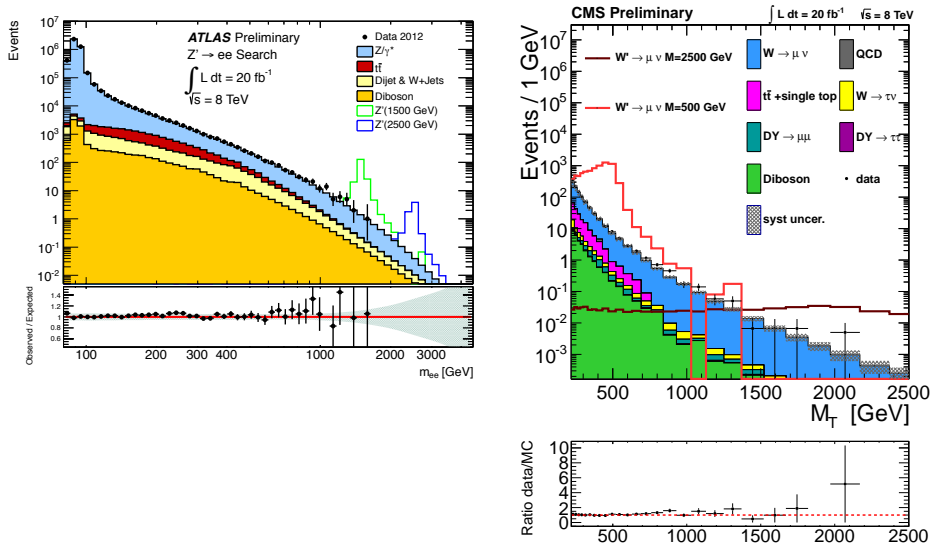 Events
ATLAS Preliminary
Z' → ee Search
∫ L dt = 20 fb⁻¹
√s = 8 TeV
Data 2012
Z/γ*
tt̄
Dijet & W+Jets
Diboson
Z'(1500 GeV)
Z'(2500 GeV)
10⁷
10⁶
10⁵
10⁴
10³
10²
10
1
10⁻¹
10⁻²
Observed / Expected
1.4
1.2
1
0.8
0.6
100 200 300 400 1000 2000 3000
m_ee [GeV]
CMS Preliminary ∫ L dt = 20 fb⁻¹ √s = 8 TeV
Events / 1 GeV
W' → μ ν M=2500 GeV
W' → μ ν M=500 GeV
W → μ ν
QCD
tt̄ +single top
W → τν
DY → μμ
DY → ττ
Diboson
data
syst uncer.
10⁸
10⁷
10⁶
10⁵
10⁴
10³
10²
10
1
10⁻¹
10⁻²
10⁻³
500 1000 1500 2000 2500
M_T [GeV]
Ratio data/MC
10
8
6
4
2
0
500 1000 1500 2000 2500